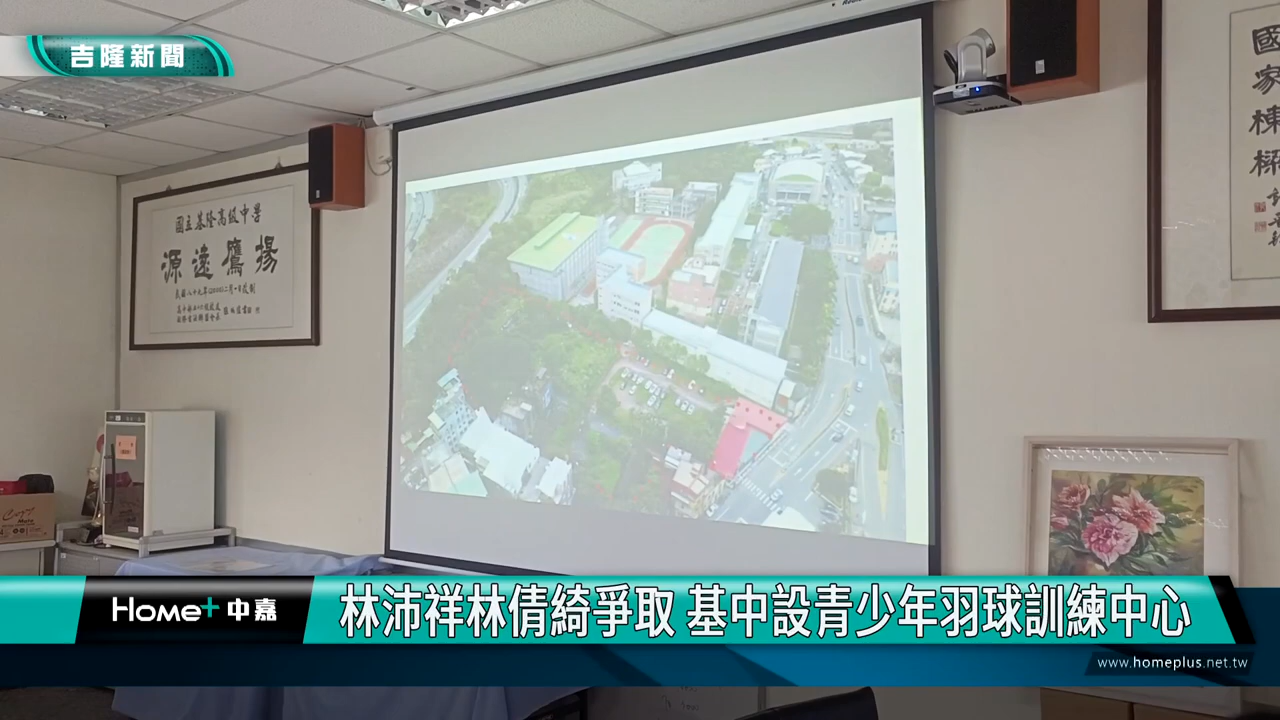 吉隆新聞
國立基隆高級中學
源遠鷹揚
國家棟樑
Home+ 中嘉
林沛祥林倩綺爭取 基中設青少年羽球訓練中心
www.homeplus.net.tw